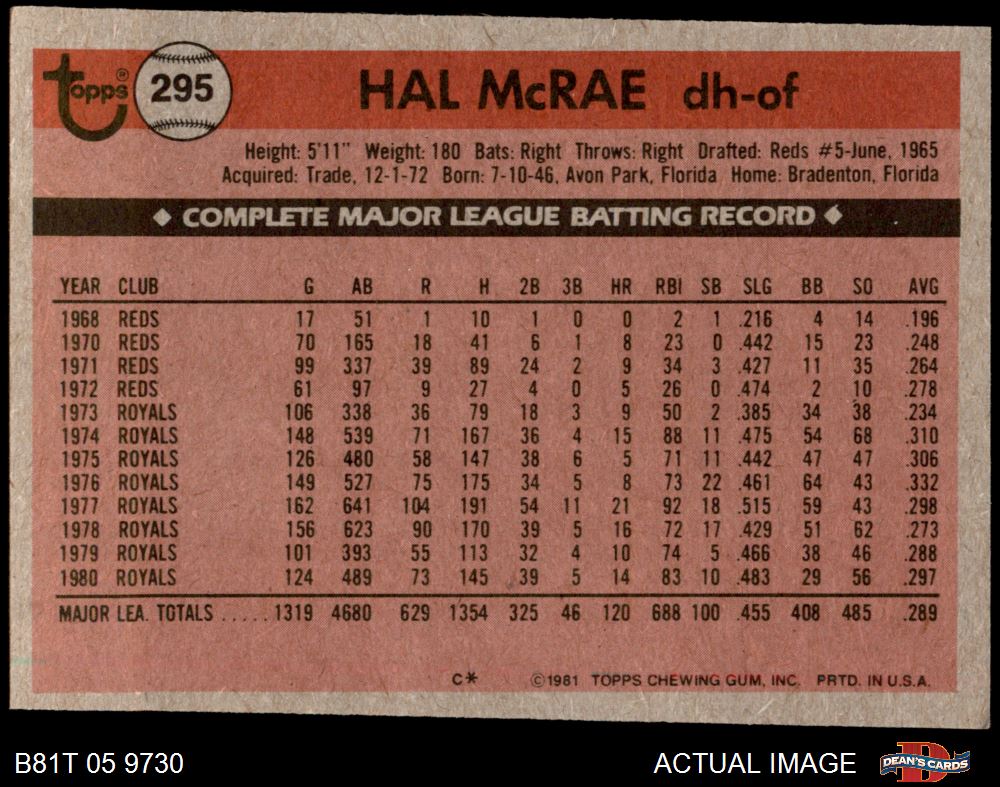 topps® 295 HAL McRAE dh-of
Height: 5'11" Weight: 180 Bats: Right Throws: Right Drafted: Reds #5-June, 1965
Acquired: Trade, 12-1-72 Born: 7-10-46, Avon Park, Florida Home: Bradenton, Florida
COMPLETE MAJOR LEAGUE BATTING RECORD
YEAR CLUB G AB R H 2B 3B HR RBI SB SLG BB SO AVG
1968 REDS 17 51 1 10 1 0 0 2 1 .216 4 14 .196
1970 REDS 70 165 18 41 6 1 8 23 0 .442 15 23 .248
1971 REDS 99 337 39 89 24 2 9 34 3 .427 11 35 .264
1972 REDS 61 97 9 27 4 0 5 26 0 .474 2 10 .278
1973 ROYALS 106 338 36 79 18 3 9 50 2 .385 34 38 .234
1974 ROYALS 148 539 71 167 36 4 15 88 11 .475 54 68 .310
1975 ROYALS 126 480 58 147 38 6 5 71 11 .442 47 47 .306
1976 ROYALS 149 527 75 175 34 5 8 73 22 .461 64 43 .332
1977 ROYALS 162 641 104 191 54 11 21 92 18 .515 59 43 .298
1978 ROYALS 156 623 90 170 39 5 16 72 17 .429 51 62 .273
1979 ROYALS 101 393 55 113 32 4 10 74 5 .466 38 46 .288
1980 ROYALS 124 489 73 145 39 5 14 83 10 .483 29 56 .297
MAJOR LEA. TOTALS ..... 1319 4680 629 1354 325 46 120 688 100 .455 408 485 .289
C* ©1981 TOPPS CHEWING GUM, INC. PRTD. IN U.S.A.
B81T 05 9730 ACTUAL IMAGE DEAN'S CARDS